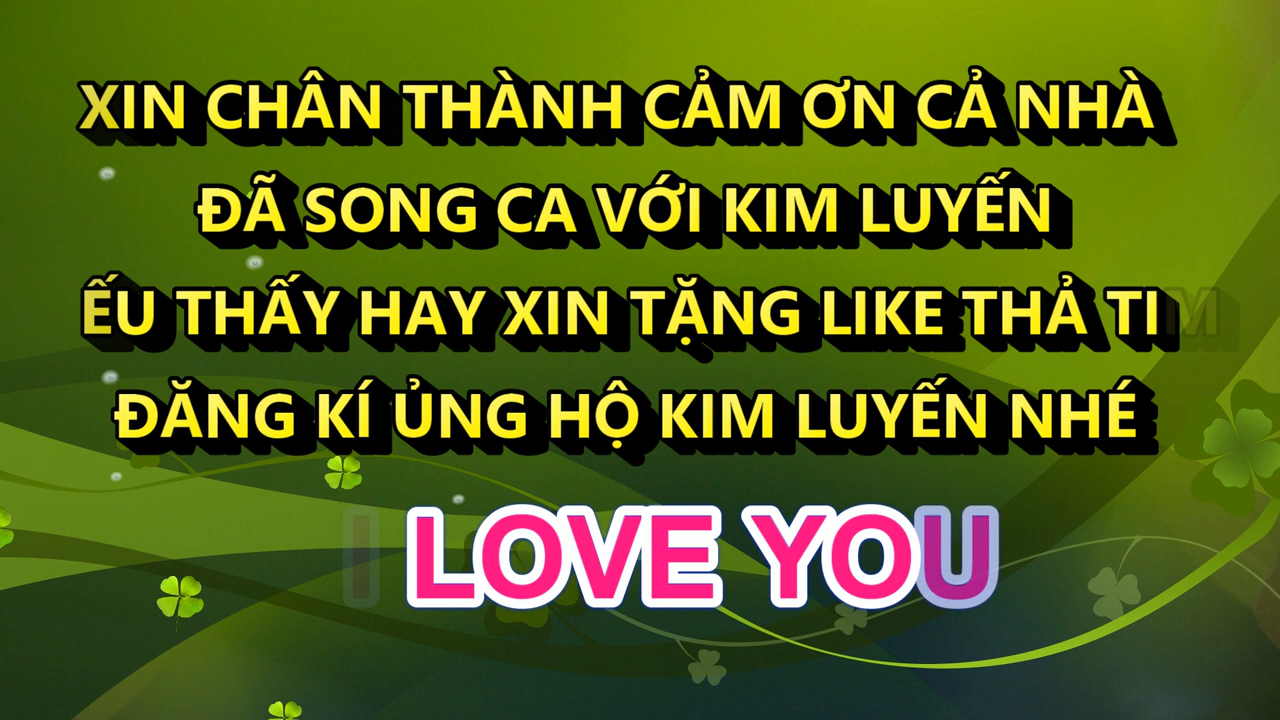 XIN CHÂN THÀNH CẢM ƠN CẢ NHÀ
ĐÃ SONG CA VỚI KIM LUYẾN
ẾU THẤY HAY XIN TẶNG LIKE THẢ TIM
ĐĂNG KÍ ỦNG HỘ KIM LUYẾN NHÉ
I LOVE YOU